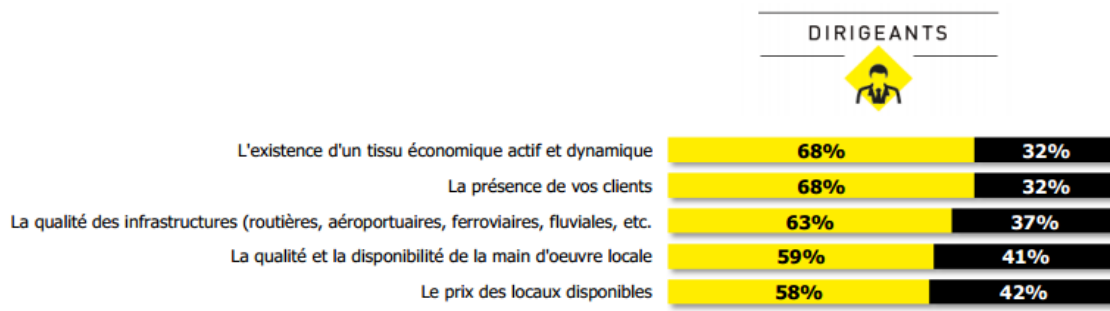 DIRIGEANTS
L'existence d'un tissu économique actif et dynamique 68% 32%
La présence de vos clients 68% 32%
La qualité des infrastructures (routières, aéroportuaires, ferroviaires, fluviales, etc. 63% 37%
La qualité et la disponibilité de la main d'oeuvre locale 59% 41%
Le prix des locaux disponibles 58% 42%